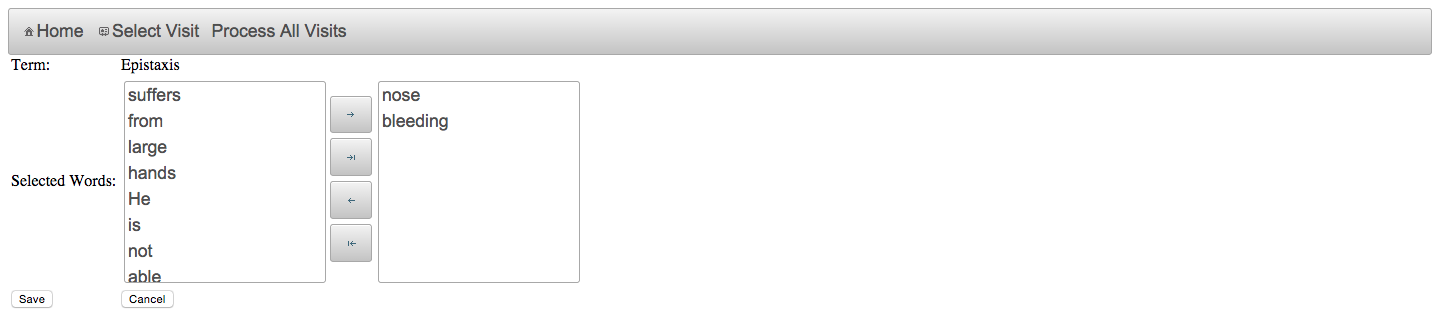 Home Select Visit Process All Visits
Term: Epistaxis
suffers nose
from bleeding
large
hands
Selected Words:
He
is
not
able
Save Cancel